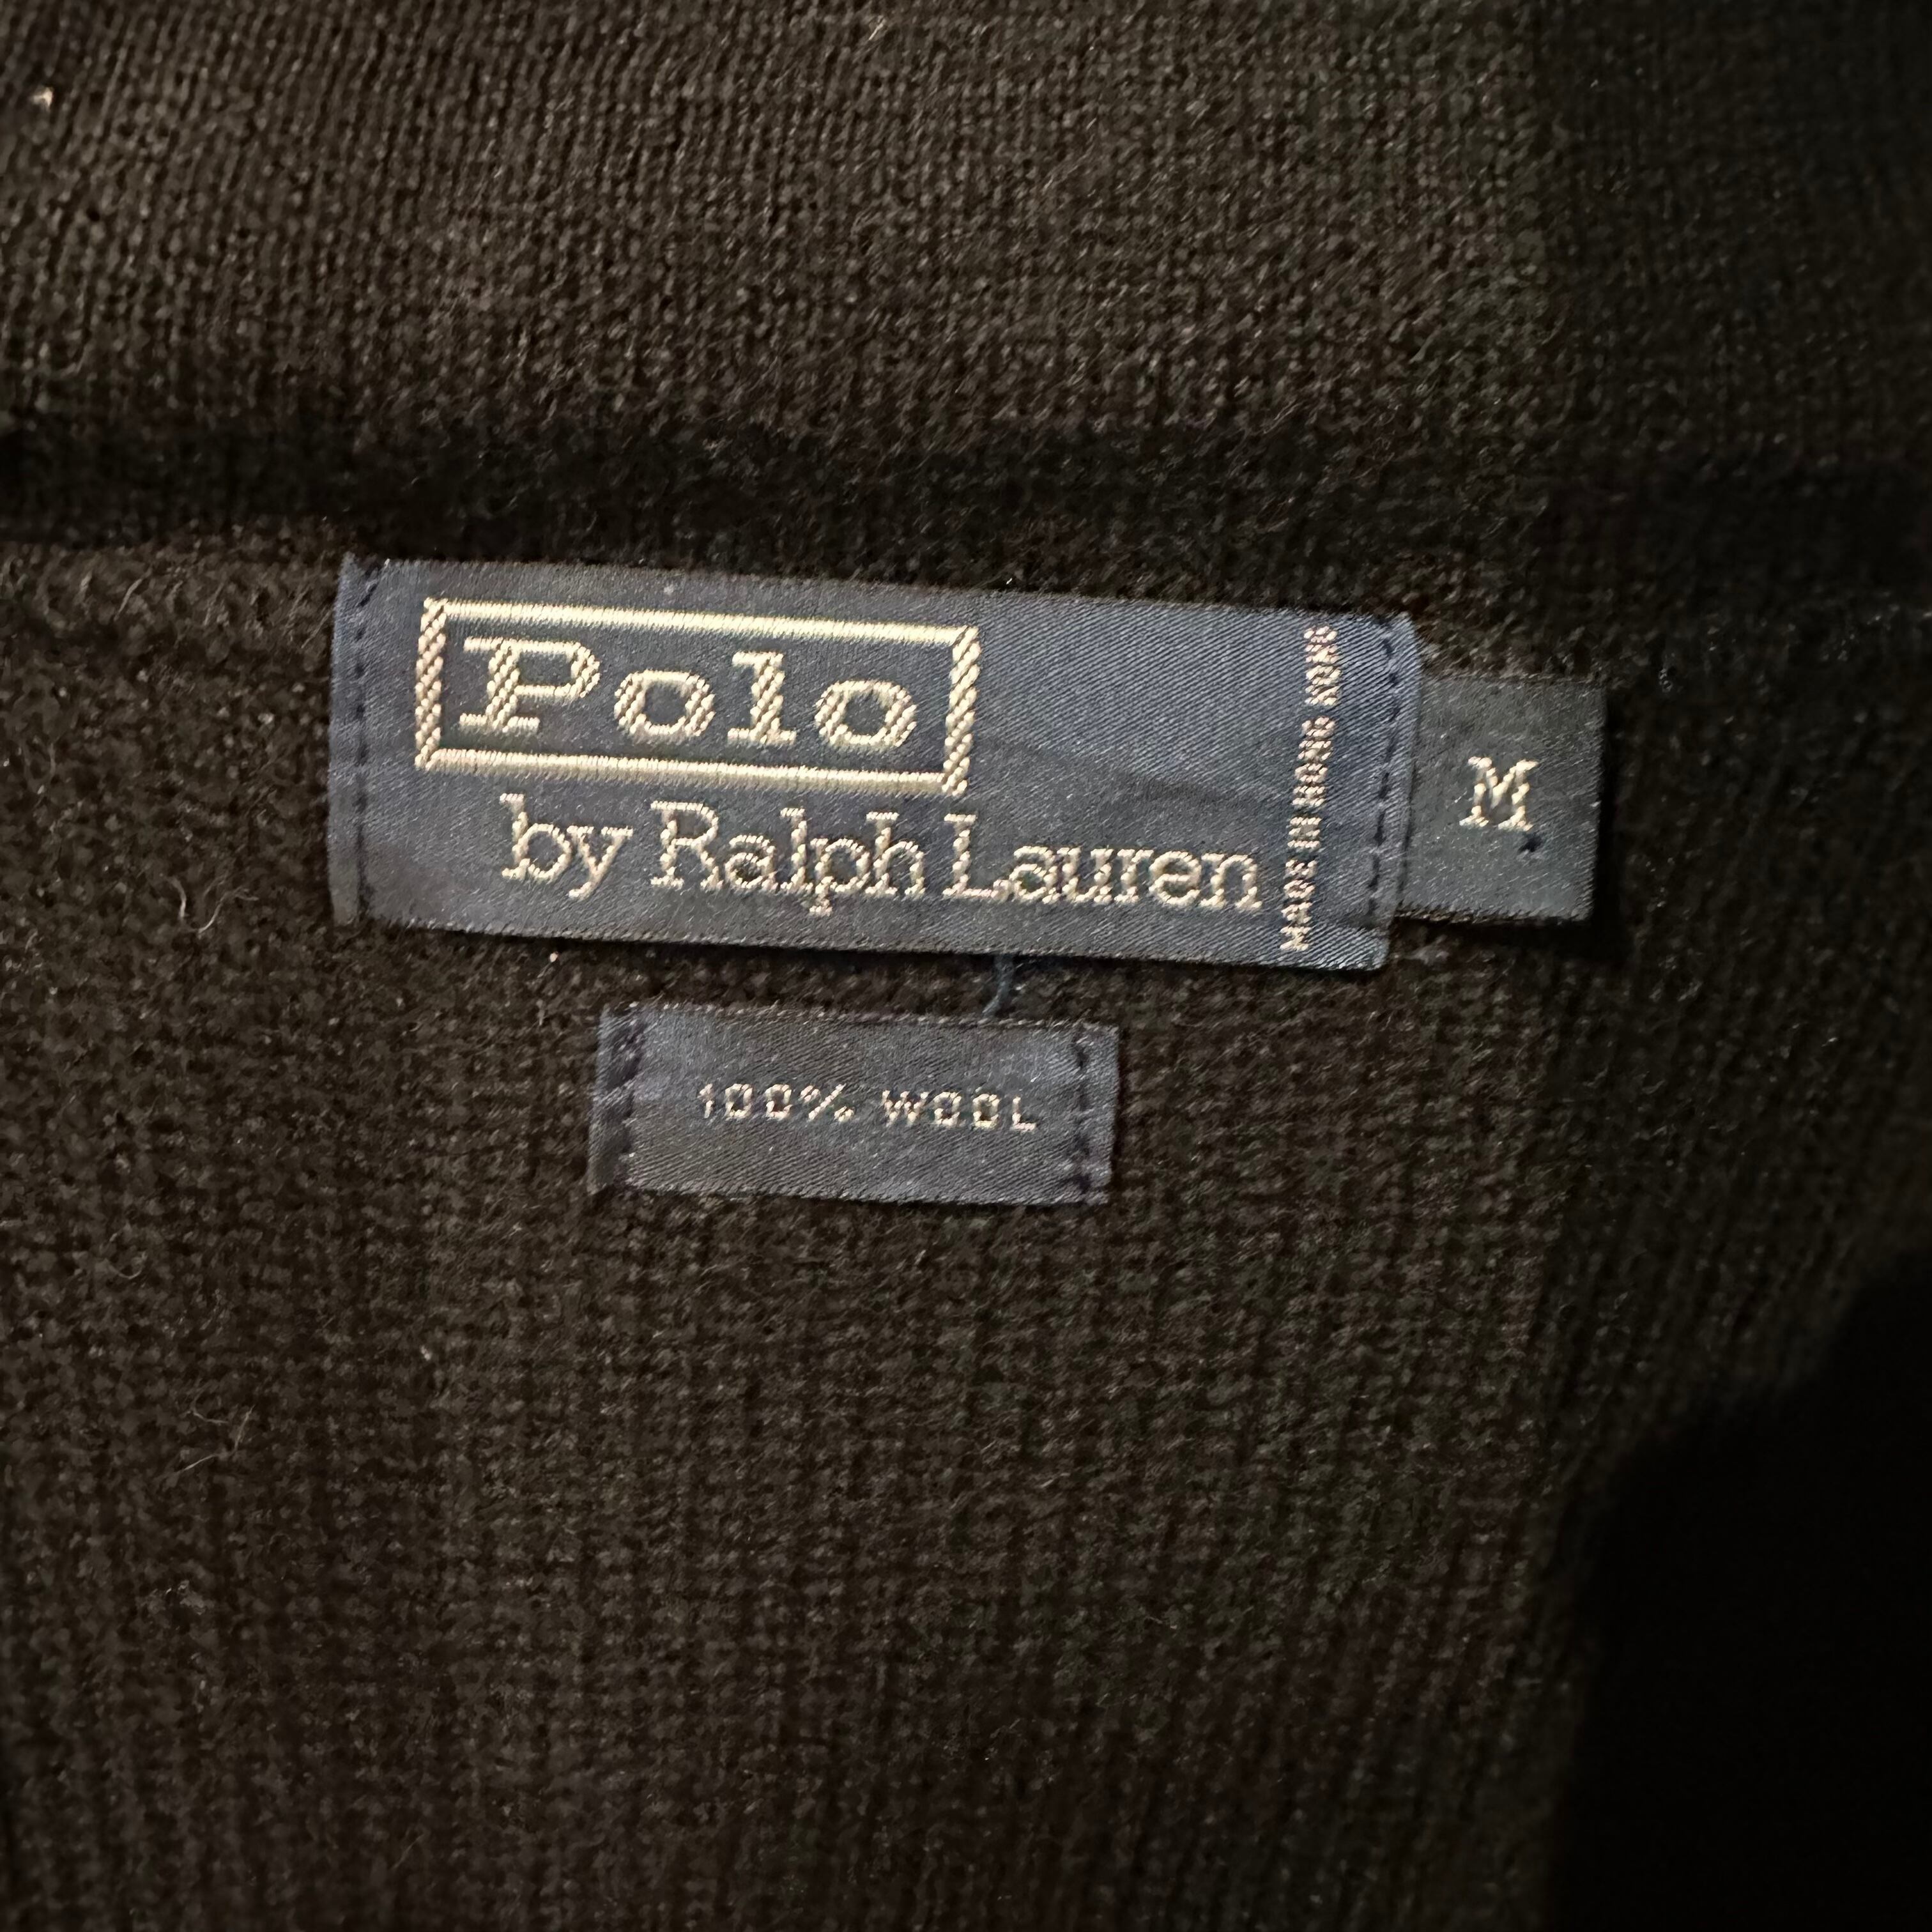 Polo
by Ralph Lauren
MADE IN HONG KONG
M
100% WOOL